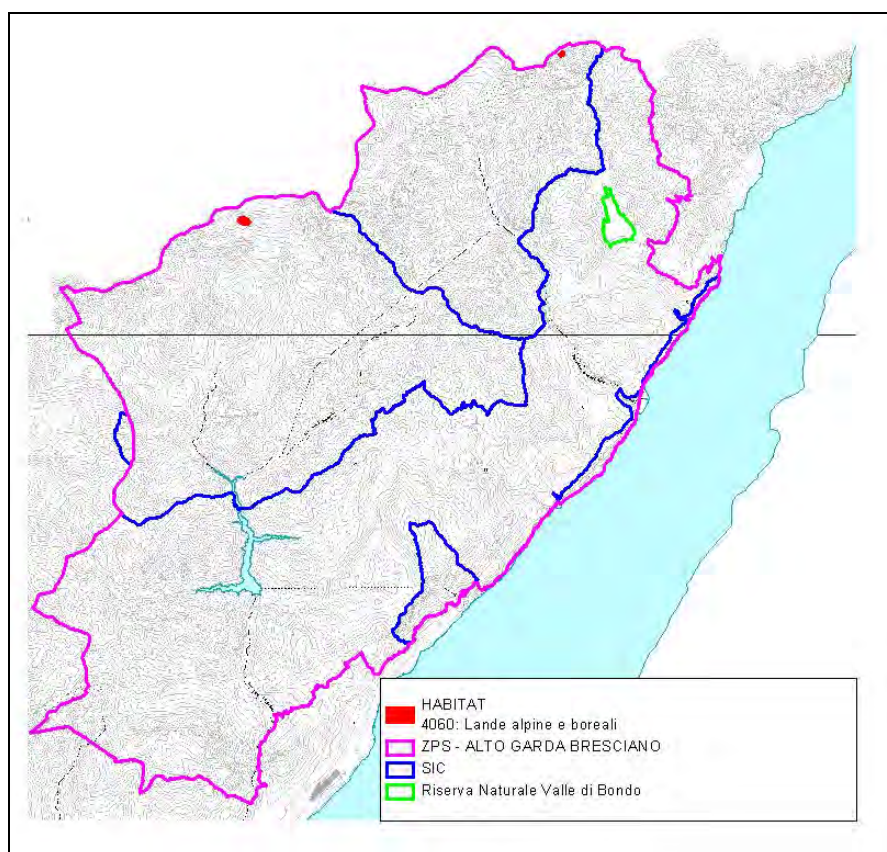 HABITAT
4060: Lande alpine e boreali
ZPS - ALTO GARDA BRESCIANO
SIC
Riserva Naturale Valle di Bondo